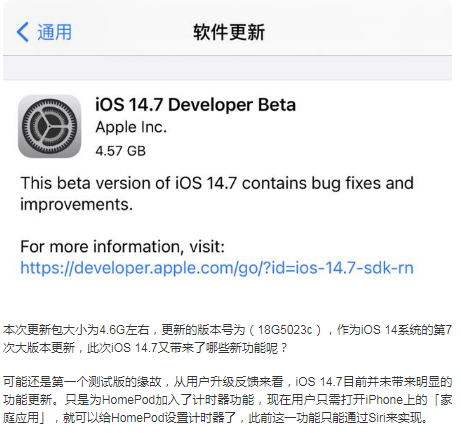 通用
软件更新
iOS 14.7 Developer Beta
Apple Inc.
4.57 GB
This beta version of iOS 14.7 contains bug fixes and
improvements.
For more information, visit:
https://developer.apple.com/go/?id=ios-14.7-sdk-rn
本次更新包大小为4.6G左右，更新的版本号为（18G5023c），作为iOS 14系统的第7
次大版本更新，此次iOS 14.7又带来了哪些新功能呢？
可能还是第一个测试版的缘故，从用户升级反馈来看，iOS 14.7目前并未带来明显的
功能更新。只是为HomePod加入了计时器功能，现在用户只需打开iPhone上的「家
庭应用」，就可以给HomePod设置计时器了，此前这一功能只能通过Siri来实现。